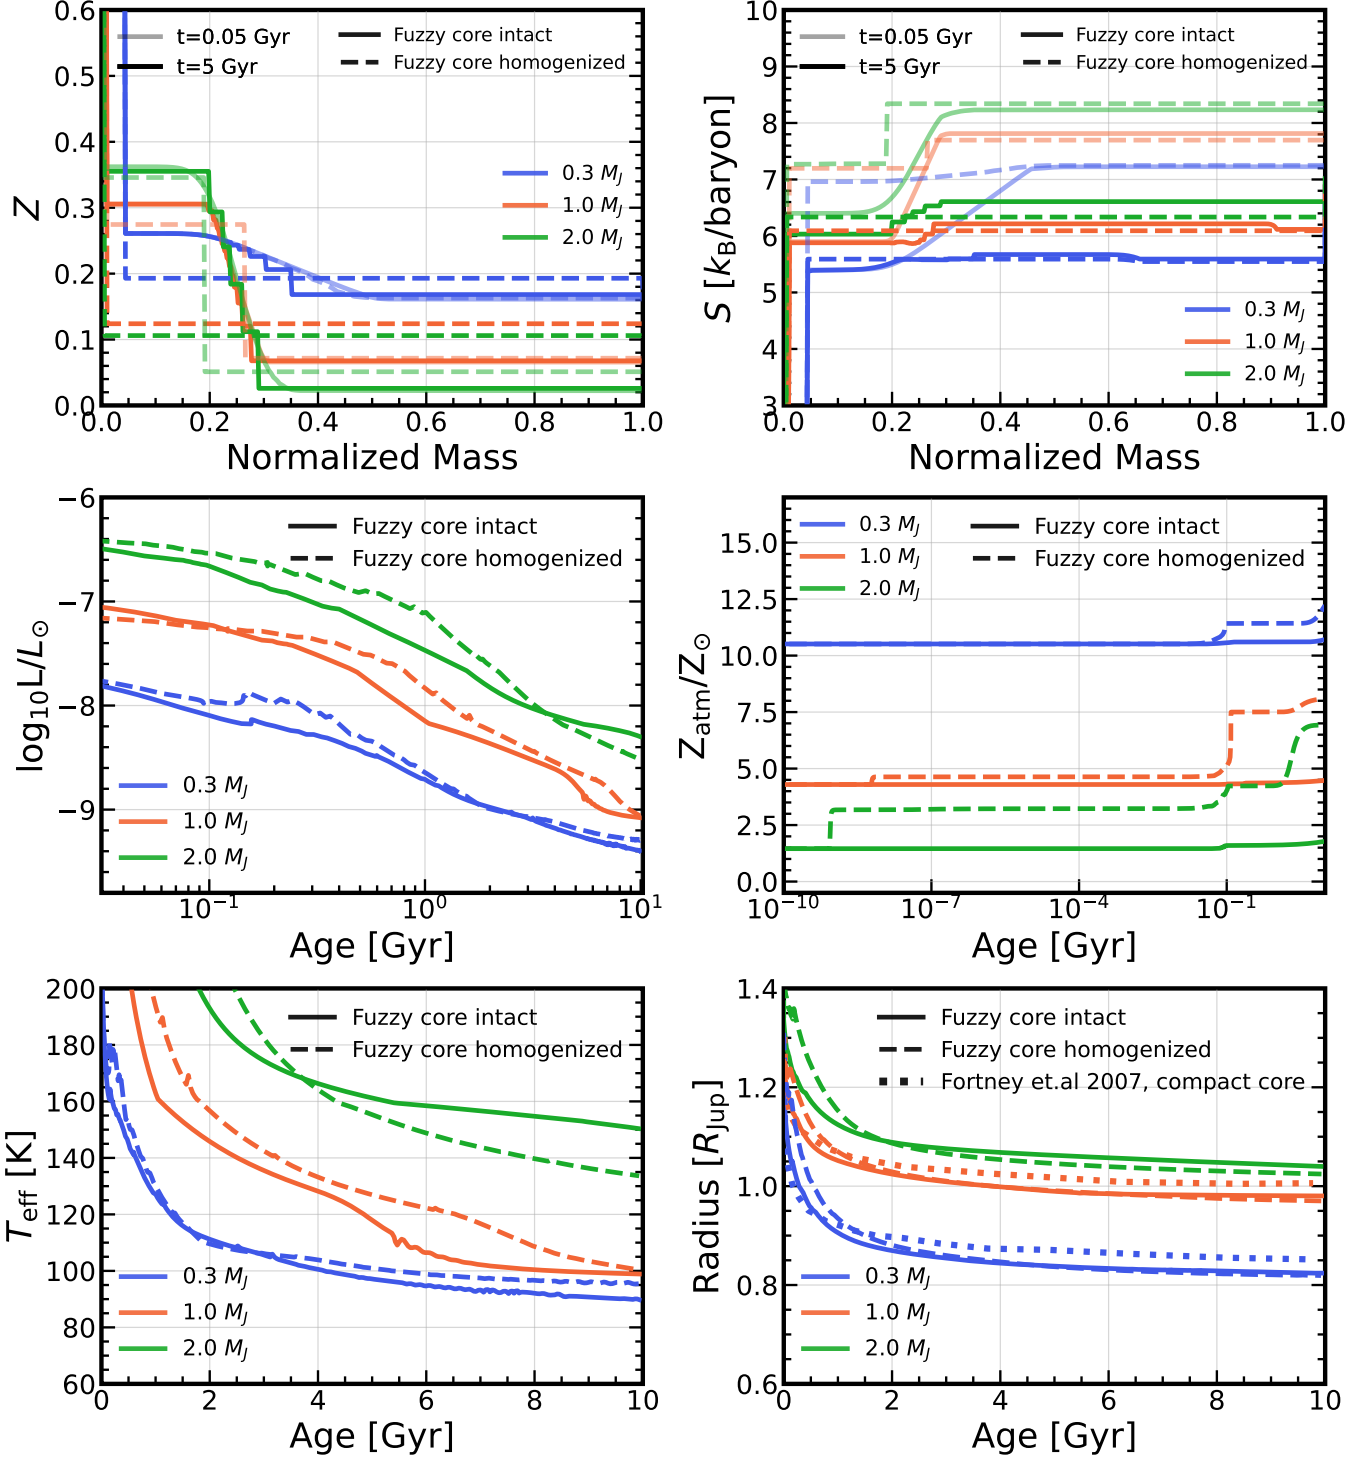 0.6
0.5
0.4
0.3
0.2
0.1
0.0
Z
t=0.05 Gyr
t=5 Gyr
Fuzzy core intact
Fuzzy core homogenized
0.3 M_J
1.0 M_J
2.0 M_J
0.0 0.2 0.4 0.6 0.8 1.0
Normalized Mass
10
9
8
7
6
5
4
3
S [k_B/baryon]
t=0.05 Gyr
t=5 Gyr
Fuzzy core intact
Fuzzy core homogenized
0.3 M_J
1.0 M_J
2.0 M_J
0.0 0.2 0.4 0.6 0.8 1.0
Normalized Mass
−6
−7
−8
−9
log₁₀L/L_☉
Fuzzy core intact
Fuzzy core homogenized
0.3 M_J
1.0 M_J
2.0 M_J
10⁻¹ 10⁰ 10¹
Age [Gyr]
15.0
12.5
10.0
7.5
5.0
2.5
0.0
Z_atm/Z_☉
0.3 M_J
1.0 M_J
2.0 M_J
Fuzzy core intact
Fuzzy core homogenized
10⁻¹⁰ 10⁻⁷ 10⁻⁴ 10⁻¹
Age [Gyr]
200
180
160
140
120
100
80
60
T_eff [K]
Fuzzy core intact
Fuzzy core homogenized
0.3 M_J
1.0 M_J
2.0 M_J
0 2 4 6 8 10
Age [Gyr]
1.4
1.2
1.0
0.8
0.6
Radius [R_Jup]
Fuzzy core intact
Fuzzy core homogenized
Fortney et.al 2007, compact core
0.3 M_J
1.0 M_J
2.0 M_J
0 2 4 6 8 10
Age [Gyr]